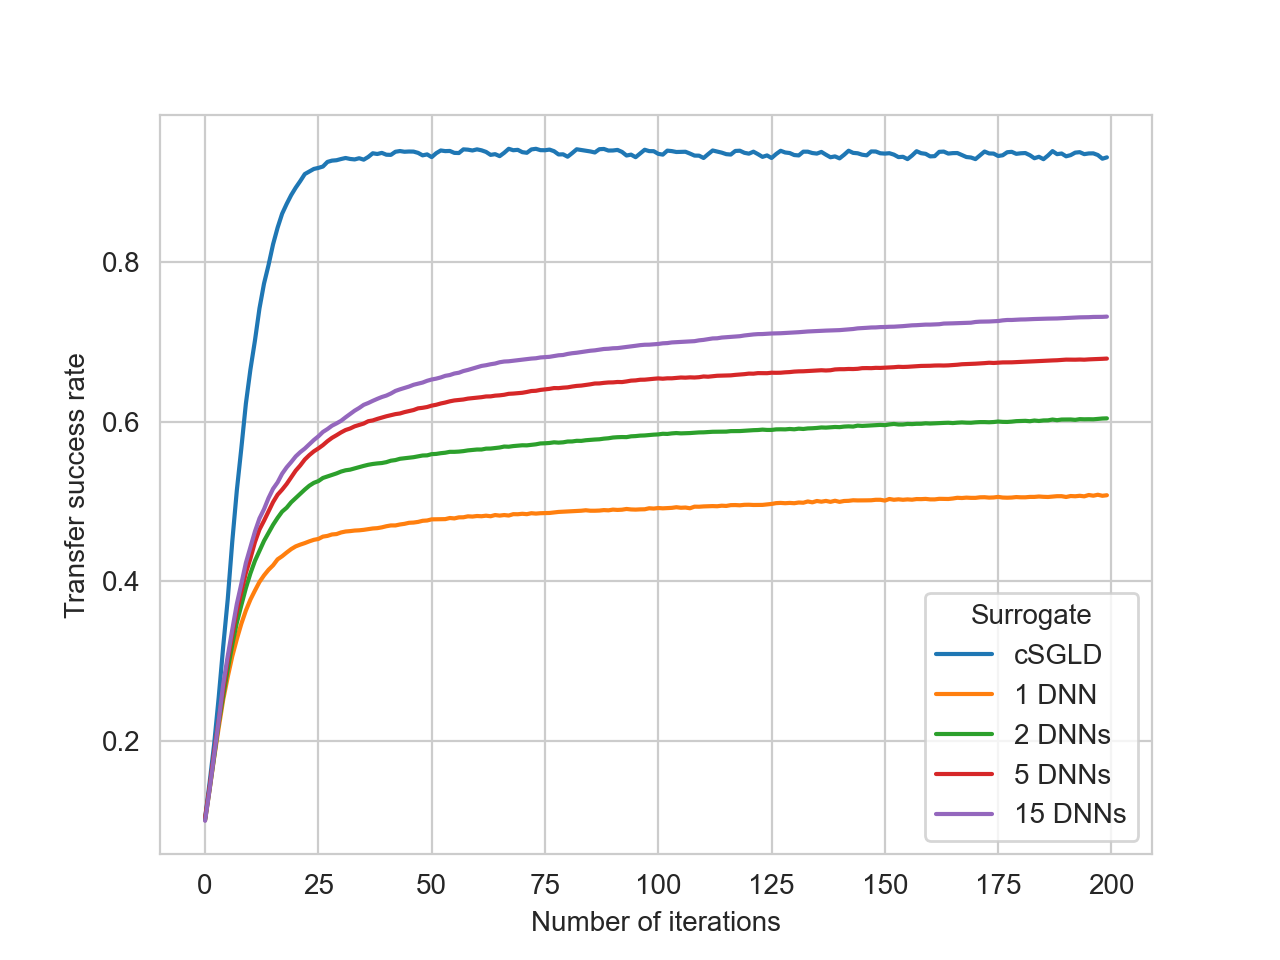 0.8
0.6
0.4
0.2
Transfer success rate
0 25 50 75 100 125 150 175 200
Number of iterations
Surrogate
cSGLD
1 DNN
2 DNNs
5 DNNs
15 DNNs